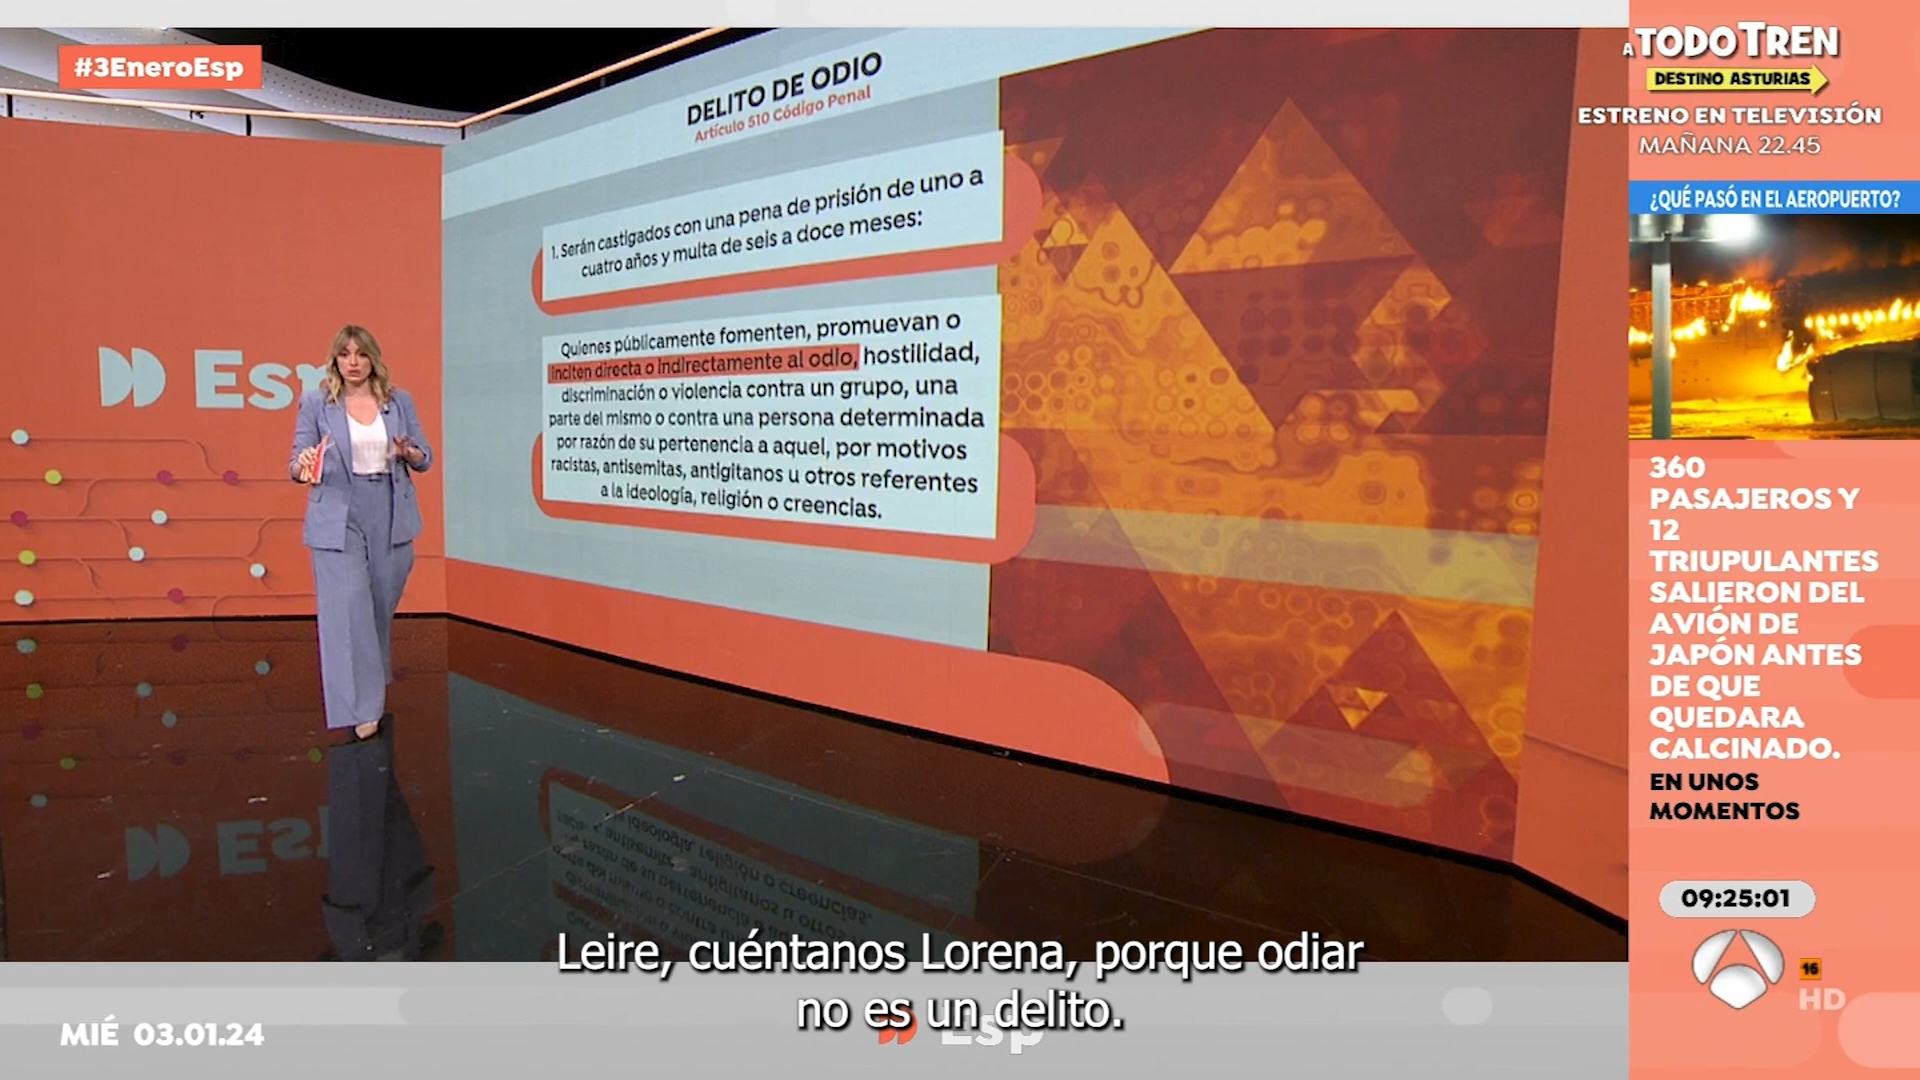 #3EneroEsp
DELITO DE ODIO
Artículo 510 Código Penal
1. Serán castigados con una pena de prisión de uno a
cuatro años y multa de seis a doce meses:
Quienes públicamente fomenten, promuevan o
inciten directa o indirectamente al odio, hostilidad,
discriminación o violencia contra un grupo, una
parte del mismo o contra una persona determinada
por razón de su pertenencia a aquel, por motivos
racistas, antisemitas, antigitanos u otros referentes
a la ideología, religión o creencias.
A TODO TREN
DESTINO ASTURIAS
ESTRENO EN TELEVISIÓN
MAÑANA 22.45
¿QUÉ PASÓ EN EL AEROPUERTO?
360
PASAJEROS Y
12
TRIUPULANTES
SALIERON DEL
AVIÓN DE
JAPÓN ANTES
DE QUE
QUEDARA
CALCINADO.
EN UNOS
MOMENTOS
09:25:01
16
HD
Leire, cuéntanos Lorena, porque odiar
no es un delito.
MIÉ 03.01.24
Esp